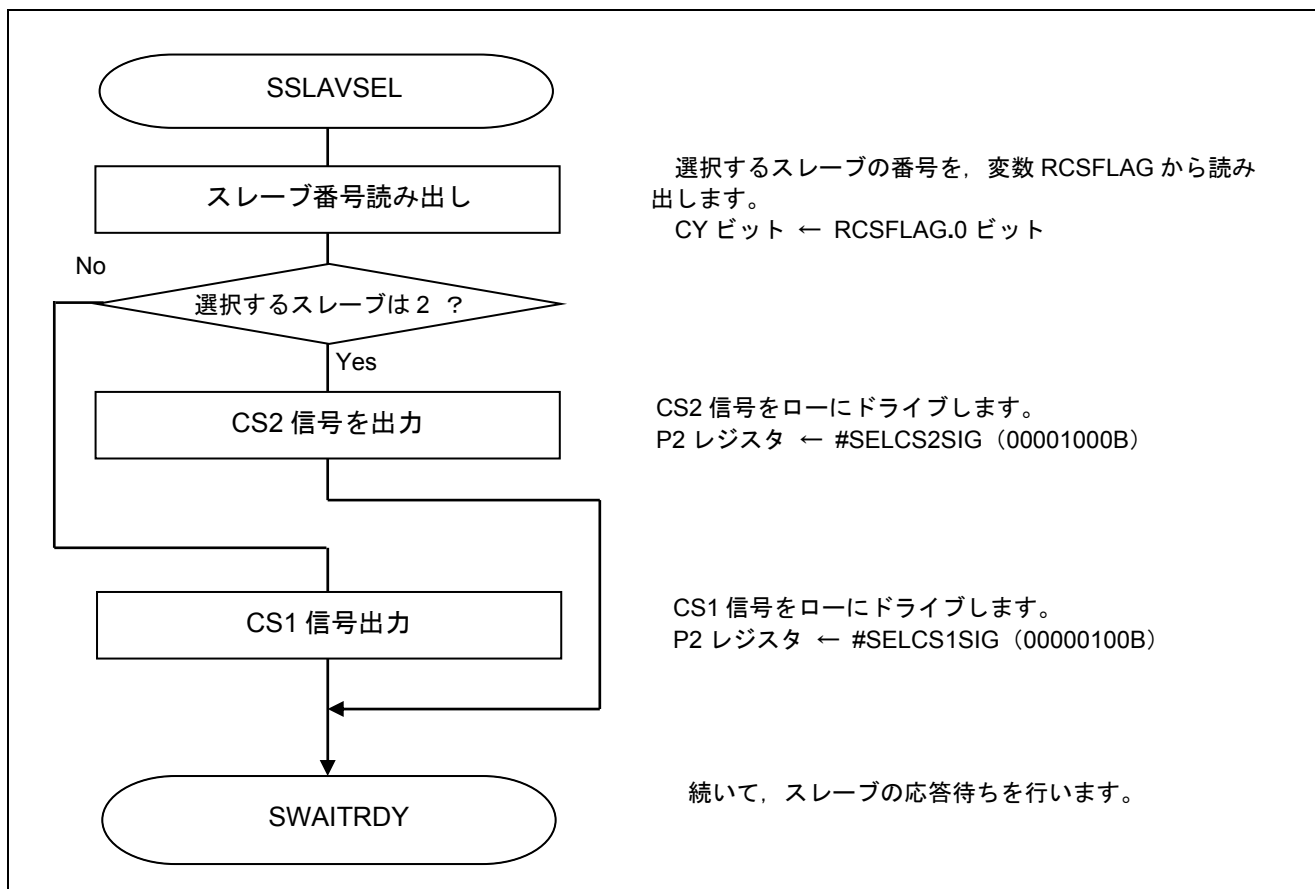 SSLAVSEL
スレーブ番号読み出し
選択するスレーブの番号を，変数 RCSFLAG から読み
出します。
CY ビット ← RCSFLAG.0 ビット
No
選択するスレーブは 2 ？
Yes
CS2 信号を出力
CS2 信号をローにドライブします。
P2 レジスタ ← #SELCS2SIG（00001000B）
CS1 信号出力
CS1 信号をローにドライブします。
P2 レジスタ ← #SELCS1SIG（00000100B）
SWAITRDY
続いて，スレーブの応答待ちを行います。